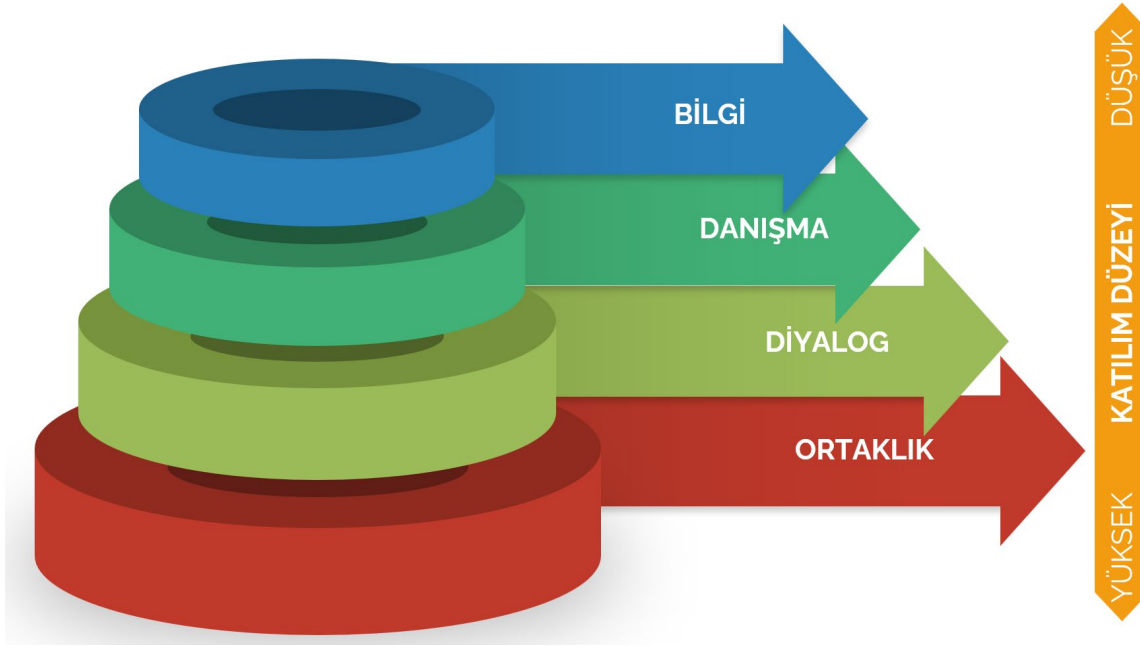 BİLGİ
DANIŞMA
DİYALOG
ORTAKLIK
DÜŞÜK
KATILIM DÜZEYİ
YÜKSEK